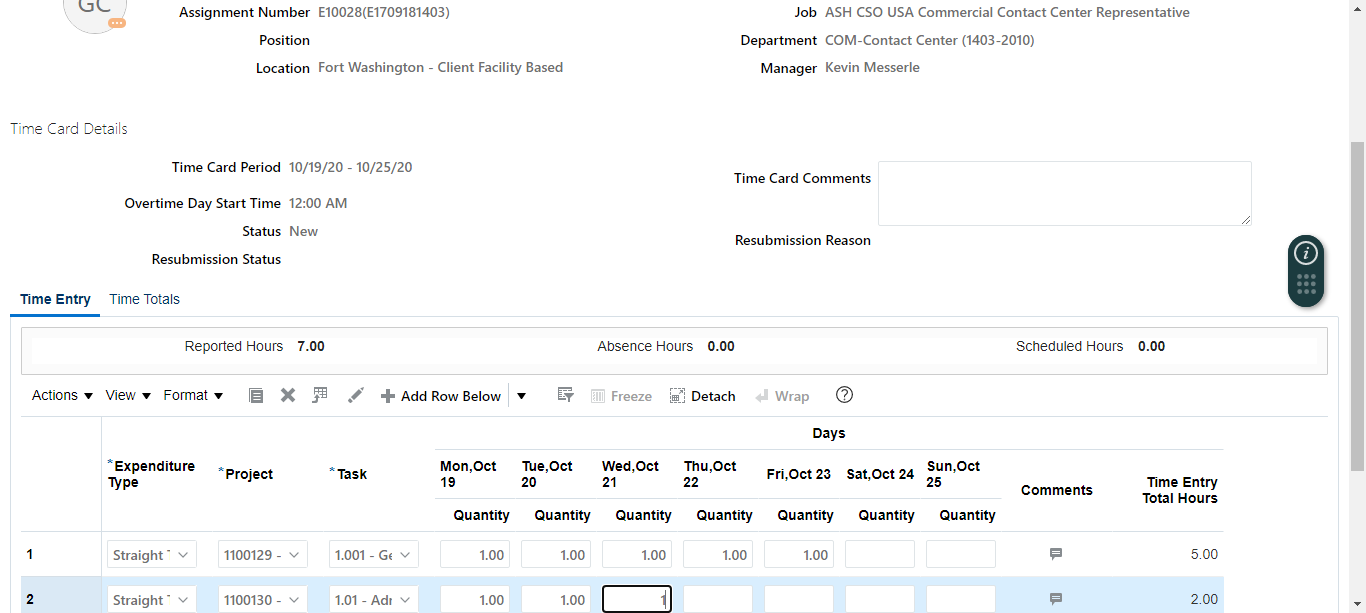 GC
Assignment Number E10028(E1709181403) Job ASH CSO USA Commercial Contact Center Representative
Position Department COM-Contact Center (1403-2010)
Location Fort Washington - Client Facility Based Manager Kevin Messerle
Time Card Details
Time Card Period 10/19/20 - 10/25/20
Time Card Comments
Overtime Day Start Time 12:00 AM
Status New
Resubmission Reason
Resubmission Status
Time Entry Time Totals
Reported Hours 7.00 Absence Hours 0.00 Scheduled Hours 0.00
Actions View Format Add Row Below Freeze Detach Wrap
Days
*Expenditure Type *Project *Task Mon,Oct 19 Tue,Oct 20 Wed,Oct 21 Thu,Oct 22 Fri,Oct 23 Sat,Oct 24 Sun,Oct 25 Comments Time Entry Total Hours
Quantity Quantity Quantity Quantity Quantity Quantity Quantity
1 Straight 1100129 - 1.001 - Ge 1.00 1.00 1.00 1.00 1.00 5.00
2 Straight 1100130 - 1.01 - Adr 1.00 1.00 1 2.00